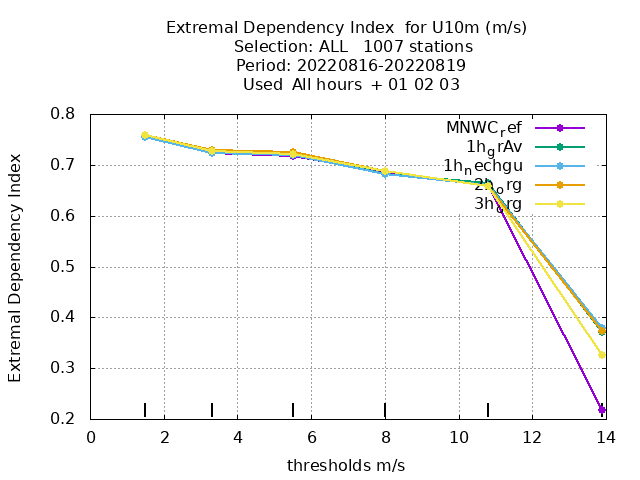 Extremal Dependency Index  for U10m (m/s)
Selection: ALL   1007 stations
Period: 20220816-20220819
Used  All hours  + 01 02 03
Extremal Dependency Index
0.8
0.7
0.6
0.5
0.4
0.3
0.2
MNWC_ref
1h_grAv
1h_nechgu
2h_org
3h_org
0 2 4 6 8 10 12 14
thresholds m/s